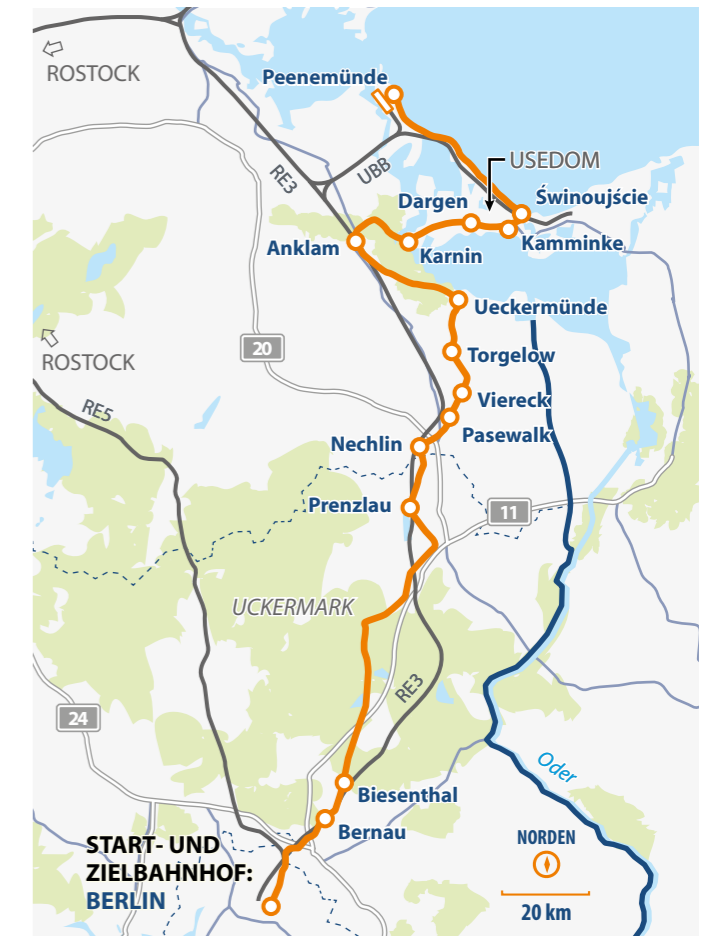 ROSTOCK
Peenemünde
RE3
UBB
USEDOM
Dargen
Świnoujście
Anklam
Karnin
Kamminke
Ueckermünde
ROSTOCK
20
Torgelow
RE5
Viereck
Pasewalk
Nechlin
Prenzlau
11
UCKERMARK
RE3
24
Oder
Biesenthal
Bernau
START- UND
ZIELBAHNHOF:
BERLIN
NORDEN
20 km